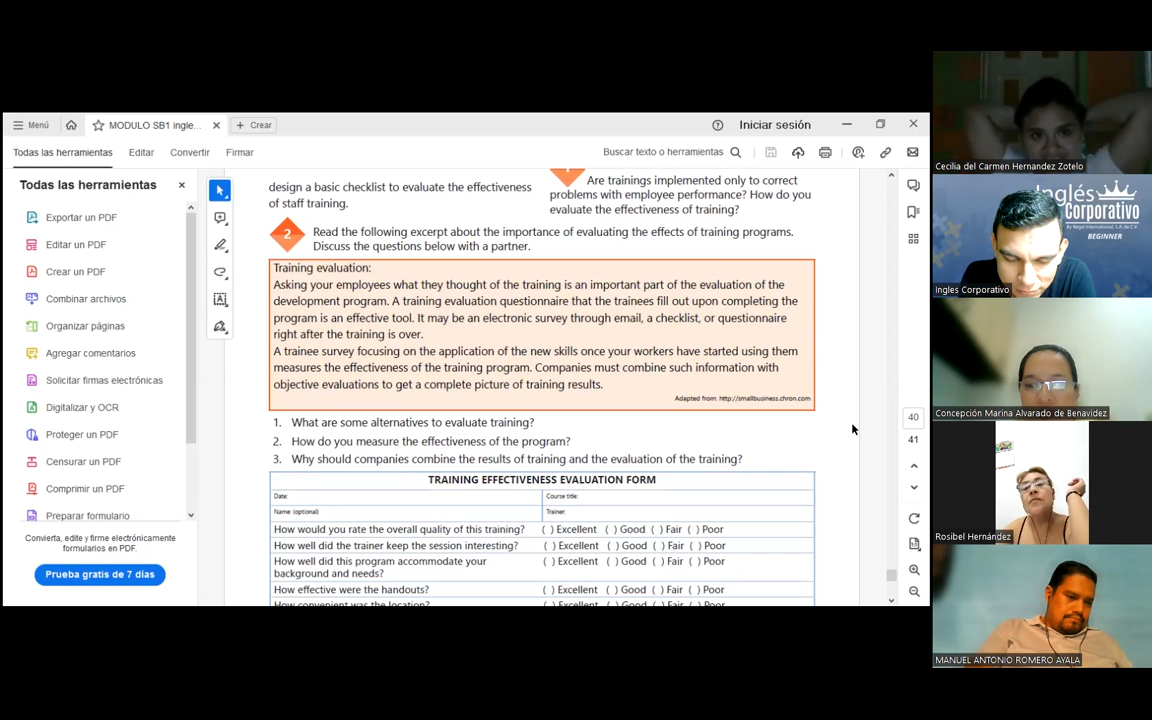 Menú
MODULO SB1 ingle...
Crear
Iniciar sesión
Todas las herramientas
Editar
Convertir
Firmar
Buscar texto o herramientas
Todas las herramientas
Exportar un PDF
Editar un PDF
Crear un PDF
Combinar archivos
Organizar páginas
Agregar comentarios
Solicitar firmas electrónicas
Digitalizar y OCR
Proteger un PDF
Censurar un PDF
Comprimir un PDF
Preparar formulario
Convierta, edite y firme electrónicamente
formularios en PDF.
Prueba gratis de 7 días
design a basic checklist to evaluate the effectiveness
of staff training.
Are trainings implemented only to correct
problems with employee performance? How do you
evaluate the effectiveness of training?
2
Read the following excerpt about the importance of evaluating the effects of training programs.
Discuss the questions below with a partner.
Training evaluation:
Asking your employees what they thought of the training is an important part of the evaluation of the
development program. A training evaluation questionnaire that the trainees fill out upon completing the
program is an effective tool. It may be an electronic survey through email, a checklist, or questionnaire
right after the training is over.
A trainee survey focusing on the application of the new skills once your workers have started using them
measures the effectiveness of the training program. Companies must combine such information with
objective evaluations to get a complete picture of training results.
Adapted from: http://smallbusiness.chron.com
1. What are some alternatives to evaluate training?
2. How do you measure the effectiveness of the program?
3. Why should companies combine the results of training and the evaluation of the training?
TRAINING EFFECTIVENESS EVALUATION FORM
Date: Course title:
Name: (optional) Trainer:
How would you rate the overall quality of this training? ( ) Excellent ( ) Good ( ) Fair ( ) Poor
How well did the trainer keep the session interesting? ( ) Excellent ( ) Good ( ) Fair ( ) Poor
How well did this program accommodate your ( ) Excellent ( ) Good ( ) Fair ( ) Poor
background and needs?
How effective were the handouts? ( ) Excellent ( ) Good ( ) Fair ( ) Poor
How convenient was the location? ( ) Excellent ( ) Good ( ) Fair ( ) Poor
40
41
Cecilia del Carmen Hernandez Zotelo
Inglés
Corporativo
By Regal International, S.A. de C.V.
BEGINNER
Ingles Corporativo
Concepción Marina Alvarado de Benavidez
Rosibel Hernández
MANUEL ANTONIO ROMERO AYALA